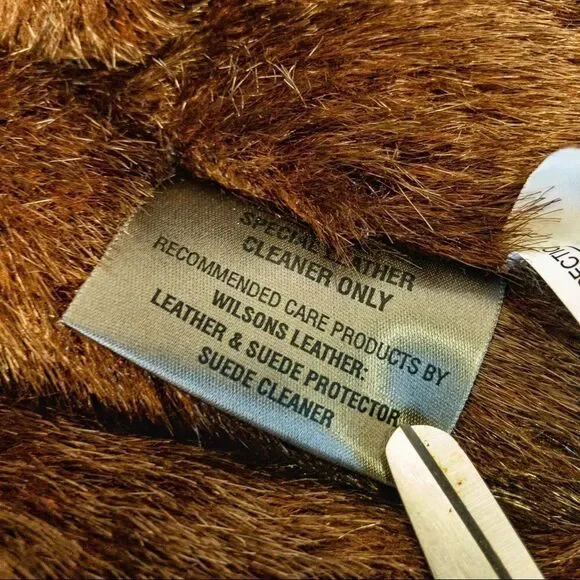 SPECIAL LEATHER
CLEANER ONLY
RECOMMENDED CARE PRODUCTS BY
WILSONS LEATHER:
LEATHER & SUEDE PROTECTOR
SUEDE CLEANER